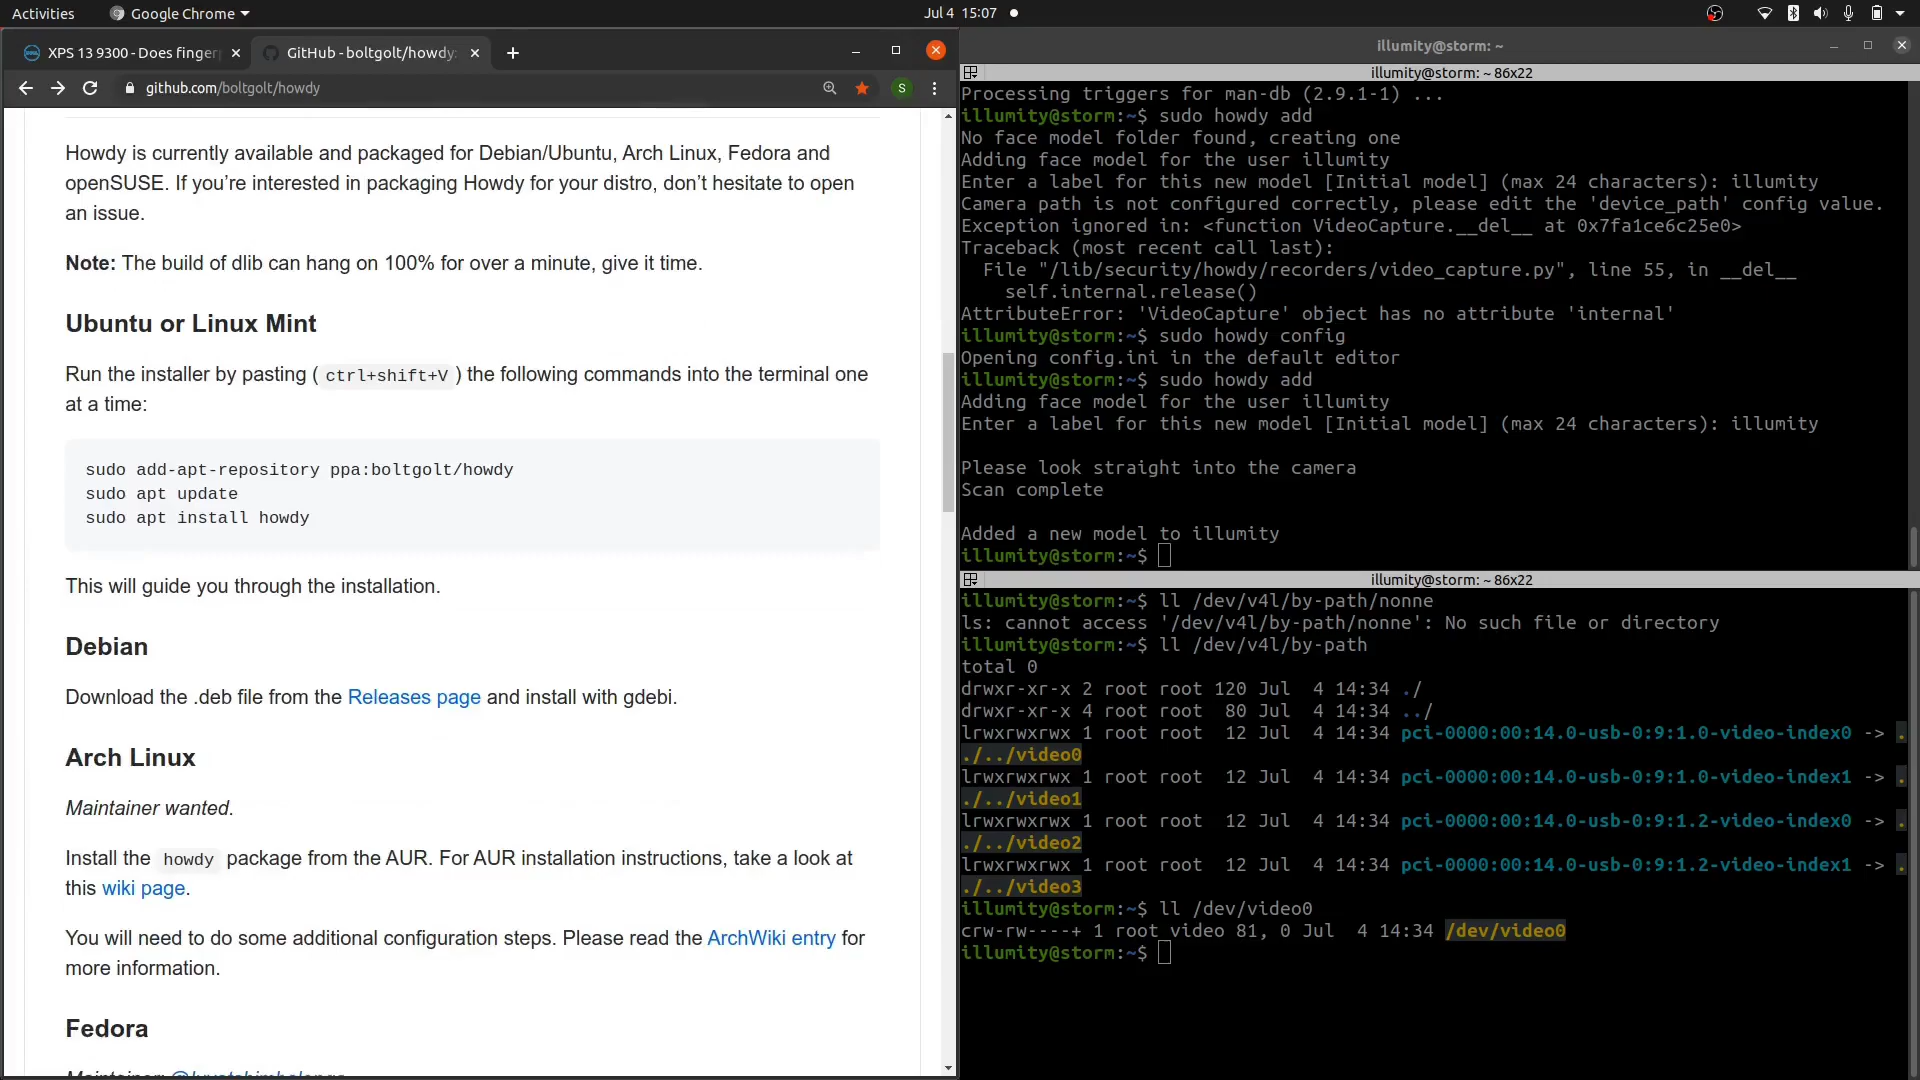 Activities
Google Chrome
Jul 4 15:07
XPS 13 9300 - Does finger
GitHub - boltgolt/howdy:
github.com/boltgolt/howdy
S
Howdy is currently available and packaged for Debian/Ubuntu, Arch Linux, Fedora and
openSUSE. If you’re interested in packaging Howdy for your distro, don’t hesitate to open
an issue.
Note: The build of dlib can hang on 100% for over a minute, give it time.
Ubuntu or Linux Mint
Run the installer by pasting ( ctrl+shift+V ) the following commands into the terminal one
at a time:
sudo add-apt-repository ppa:boltgolt/howdy
sudo apt update
sudo apt install howdy
This will guide you through the installation.
Debian
Download the .deb file from the Releases page and install with gdebi.
Arch Linux
Maintainer wanted.
Install the howdy package from the AUR. For AUR installation instructions, take a look at
this wiki page.
You will need to do some additional configuration steps. Please read the ArchWiki entry for
more information.
Fedora
illumity@storm: ~
illumity@storm: ~ 86x22
Processing triggers for man-db (2.9.1-1) ...
illumity@storm:~$ sudo howdy add
No face model folder found, creating one
Adding face model for the user illumity
Enter a label for this new model [Initial model] (max 24 characters): illumity
Camera path is not configured correctly, please edit the 'device_path' config value.
Exception ignored in: <function VideoCapture.__del__ at 0x7fa1ce6c25e0>
Traceback (most recent call last):
File "/lib/security/howdy/recorders/video_capture.py", line 55, in __del__
self.internal.release()
AttributeError: 'VideoCapture' object has no attribute 'internal'
illumity@storm:~$ sudo howdy config
Opening config.ini in the default editor
illumity@storm:~$ sudo howdy add
Adding face model for the user illumity
Enter a label for this new model [Initial model] (max 24 characters): illumity
Please look straight into the camera
Scan complete
Added a new model to illumity
illumity@storm:~$
illumity@storm: ~ 86x22
illumity@storm:~$ ll /dev/v4l/by-path/nonne
ls: cannot access '/dev/v4l/by-path/nonne': No such file or directory
illumity@storm:~$ ll /dev/v4l/by-path
total 0
drwxr-xr-x 2 root root 120 Jul  4 14:34 ./
drwxr-xr-x 4 root root  80 Jul  4 14:34 ../
lrwxrwxrwx 1 root root  12 Jul  4 14:34 pci-0000:00:14.0-usb-0:9:1.0-video-index0 -> .
./../video0
lrwxrwxrwx 1 root root  12 Jul  4 14:34 pci-0000:00:14.0-usb-0:9:1.0-video-index1 -> .
./../video1
lrwxrwxrwx 1 root root  12 Jul  4 14:34 pci-0000:00:14.0-usb-0:9:1.2-video-index0 -> .
./../video2
lrwxrwxrwx 1 root root  12 Jul  4 14:34 pci-0000:00:14.0-usb-0:9:1.2-video-index1 -> .
./../video3
illumity@storm:~$ ll /dev/video0
crw-rw----+ 1 root video 81, 0 Jul  4 14:34 /dev/video0
illumity@storm:~$